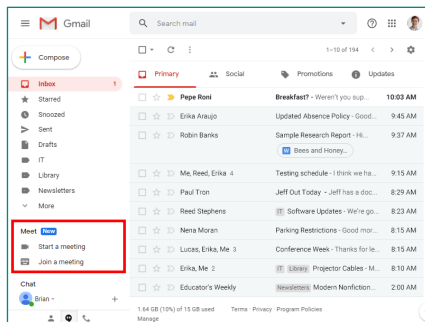 Gmail
Search mail
Compose
1–10 of 194
Primary
Social
Promotions
Updates
Inbox 1
Starred
Snoozed
Sent
Drafts
IT
Library
Newsletters
More
Meet New
Start a meeting
Join a meeting
Chat
Brian
Pepe Roni Breakfast? - Weren't you sup... 10:03 AM
Erika Araujo Updated Absence Policy - Good... 9:45 AM
Robin Banks Sample Research Report - Hi... 9:37 AM
W Bees and Honey...
Me, Reed, Erika 4 Testing schedule - I think we ha... 9:15 AM
Paul Tron Jeff Out Today - Jeff has a doc... 8:29 AM
Reed Stephens IT Software Updates - We're go... 8:23 AM
Nena Moran Parking Restrictions - Good mor... 8:15 AM
Lucas, Erika, Me 3 Conference Week - Thanks for le... 8:15 AM
Erika, Me 2 IT Library Projector Cables - M... 8:10 AM
Educator's Weekly Newsletters Modern Nonfiction... 2:00 AM
1.64 GB (10%) of 15 GB used
Manage
Terms · Privacy · Program Policies